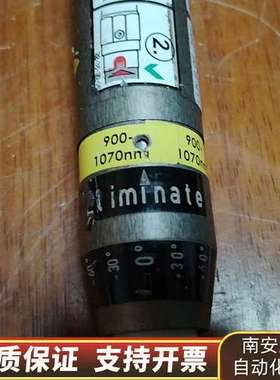 2.
900-
1070nm
900-
1070nm
iminate
-30° 0° +30°
质保证 支持开票
南安
自动化